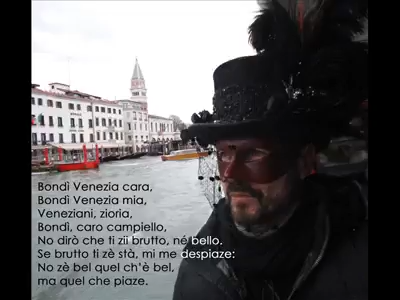 Bondì Venezia cara,
Bondì Venezia mia,
Veneziani, zioria,
Bondì, caro campiello,
No dirò che ti zii brutto, né bello.
Se brutto ti zè stà, mi me despiaze:
No zè bel quel ch'è bel,
ma quel che piaze.